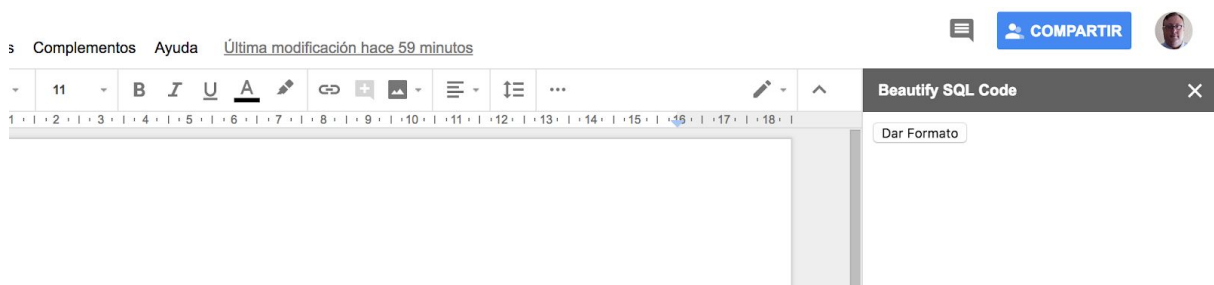 COMPARTIR
s Complementos Ayuda Última modificación hace 59 minutos
11 B I U A ...
Beautify SQL Code
1 2 3 4 5 6 7 8 9 10 11 12 13 14 15 16 17 18
Dar Formato